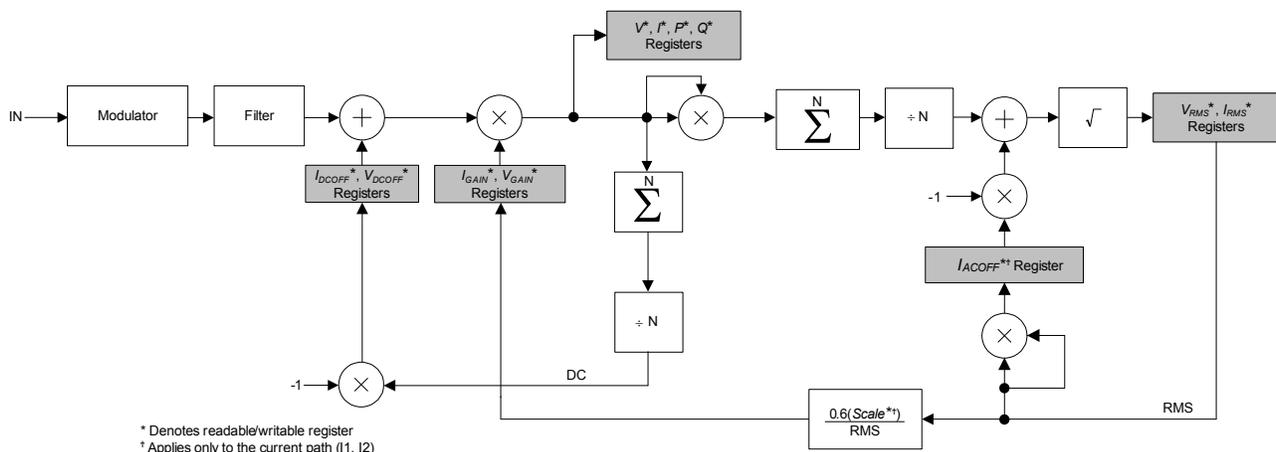 V*, I*, P*, Q*
Registers
IN
Modulator
Filter
+
×
×
N
∑
÷ N
+
√
V_RMS*, I_RMS*
Registers
I_DCOFF*, V_DCOFF*
Registers
I_GAIN*, V_GAIN*
Registers
N
∑
-1
×
I_ACOFF*† Register
÷ N
×
DC
-1
×
0.6(Scale*†)
RMS
RMS
* Denotes readable/writable register
† Applies only to the current path (I1, I2)